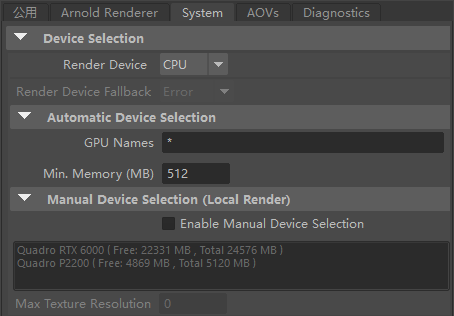 公用 Arnold Renderer System AOVs Diagnostics
Device Selection
Render Device CPU
Render Device Fallback Error
Automatic Device Selection
GPU Names *
Min. Memory (MB) 512
Manual Device Selection (Local Render)
Enable Manual Device Selection
Quadro RTX 6000 ( Free: 22331 MB , Total 24576 MB )
Quadro P2200 ( Free: 4869 MB , Total 5120 MB )
Max Texture Resolution 0